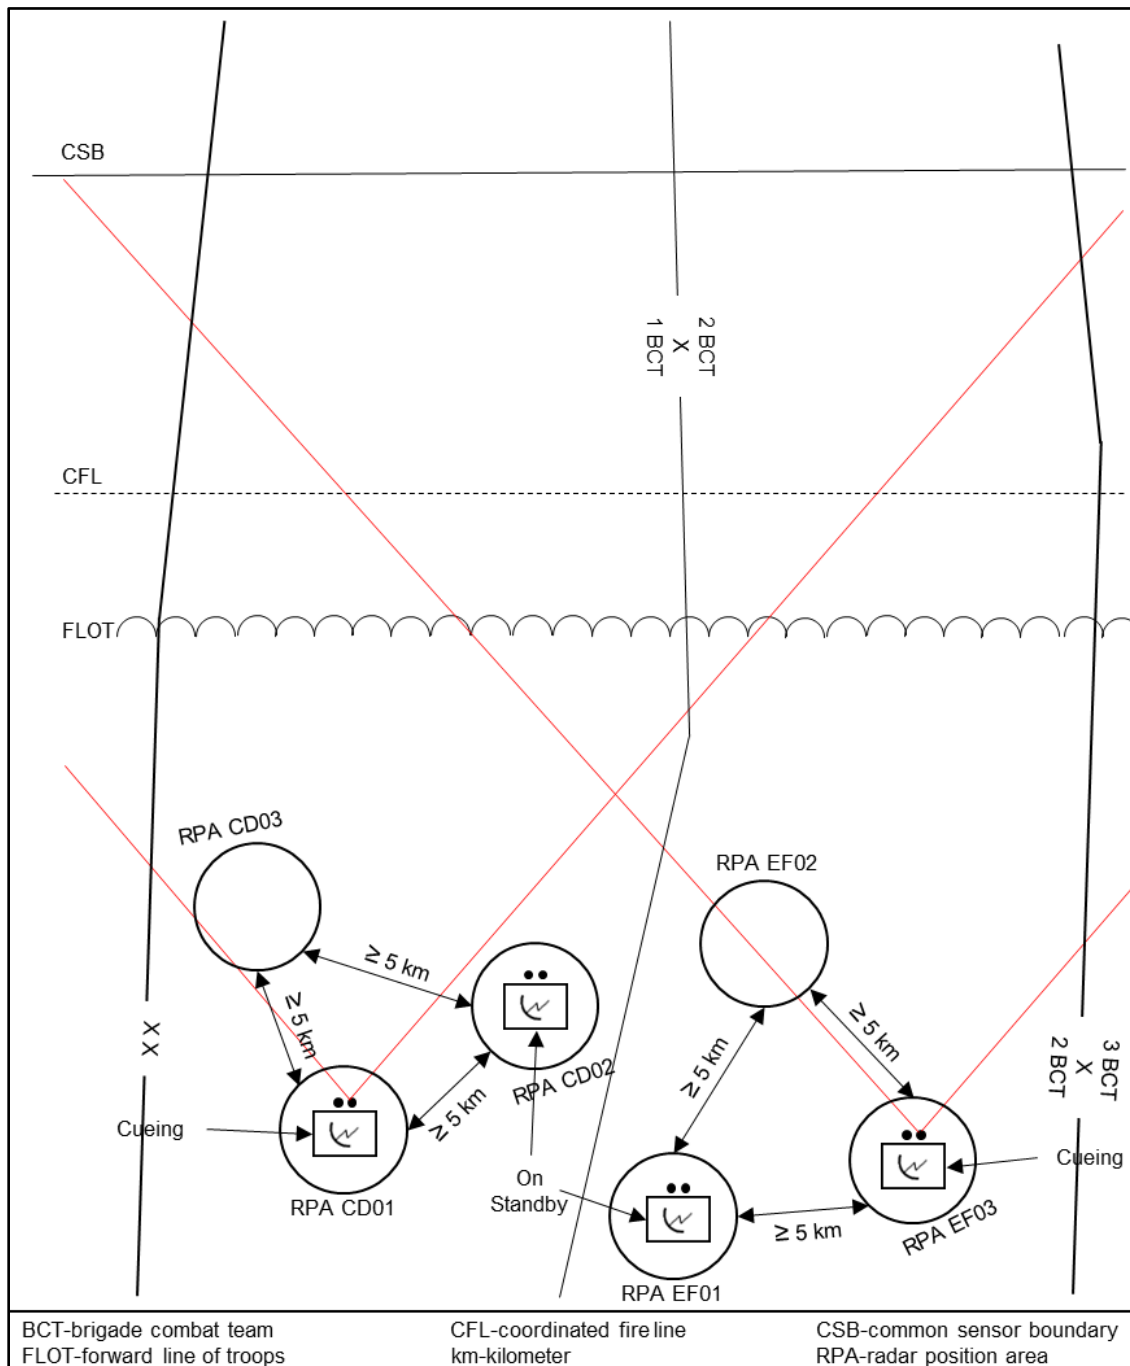 CSB
2 BCT
X
1 BCT
CFL
FLOT
RPA CD03
RPA EF02
≥ 5 km
≥ 5 km
≥ 5 km
≥ 5 km
X X
3 BCT
X
2 BCT
RPA CD02
≥ 5 km
Cueing
Cueing
On
Standby
RPA CD01
RPA EF03
≥ 5 km
RPA EF01
BCT-brigade combat team
CFL-coordinated fire line
CSB-common sensor boundary
FLOT-forward line of troops
km-kilometer
RPA-radar position area